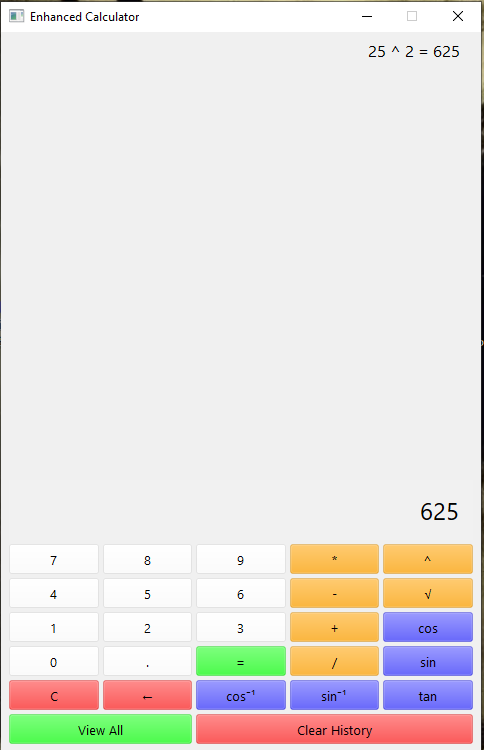 Enhanced Calculator
25 ^ 2 = 625
625
7 8 9 * ^
4 5 6 - √
1 2 3 + cos
0 . = / sin
C ← cos⁻¹ sin⁻¹ tan
View All Clear History